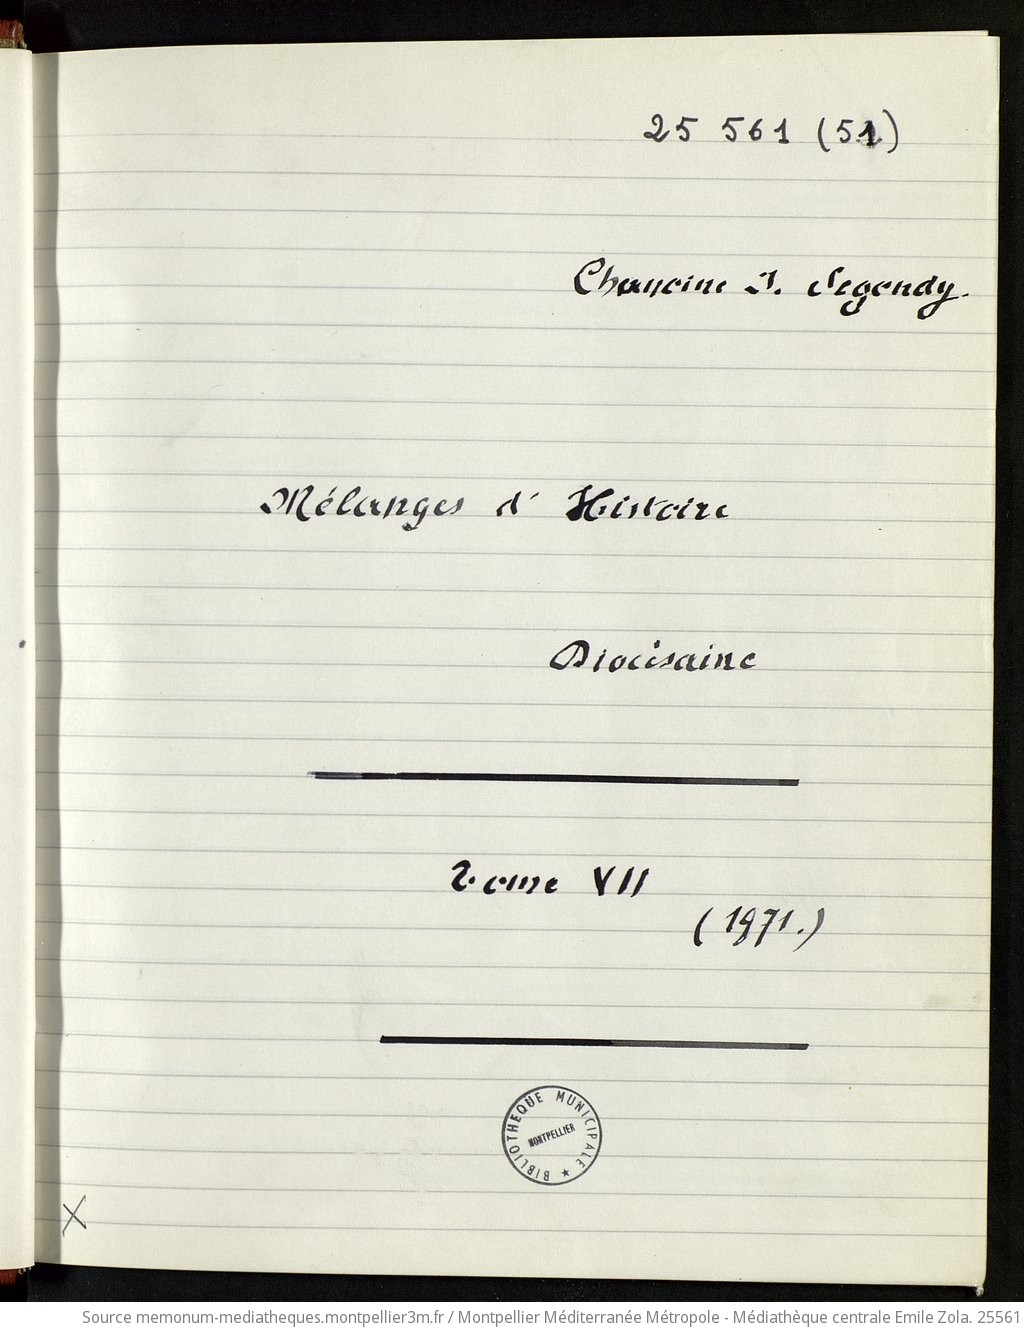 25 561 (51)
Chanoine J. Segondy.
Mélanges d' Histoire
Diocésaine
Tome VII
(1971.)
BIBLIOTHEQUE MUNICIPALE
MONTPELLIER
X
Source memonum-mediatheques.montpellier3m.fr / Montpellier Méditerranée Métropole - Médiathèque centrale Emile Zola. 25561